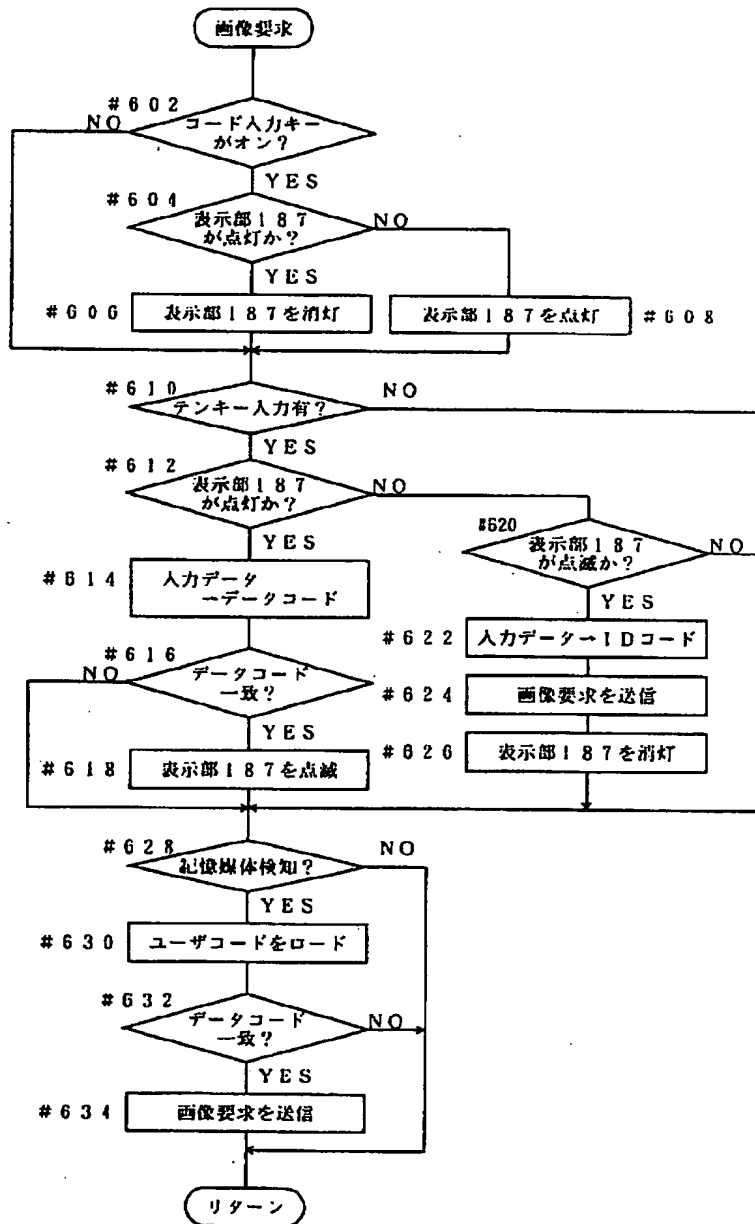 画像要求
#602
NO
コード入力キー
がオン?
YES
#604
表示部187
が点灯か?
NO
YES
#606
表示部187を消灯
表示部187を点灯
#608
#610
テンキー入力有?
NO
YES
#612
表示部187
が点灯か?
NO
YES
#620
表示部187
が点滅か?
NO
YES
#614
入力データ
→データコード
#622
入力データ→IDコード
#616
NO
データコード
一致?
YES
#624
画像要求を送信
#618
表示部187を点滅
#626
表示部187を消灯
#628
記憶媒体検知?
NO
YES
#630
ユーザコードをロード
#632
データコード
一致?
NO
YES
#634
画像要求を送信
リターン